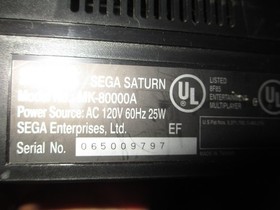 SEGA SATURN
MK-80000A
Power Source: AC 120V 60Hz 25W
SEGA Enterprises, Ltd.
EF
Serial No. 065009797
UL
LISTED